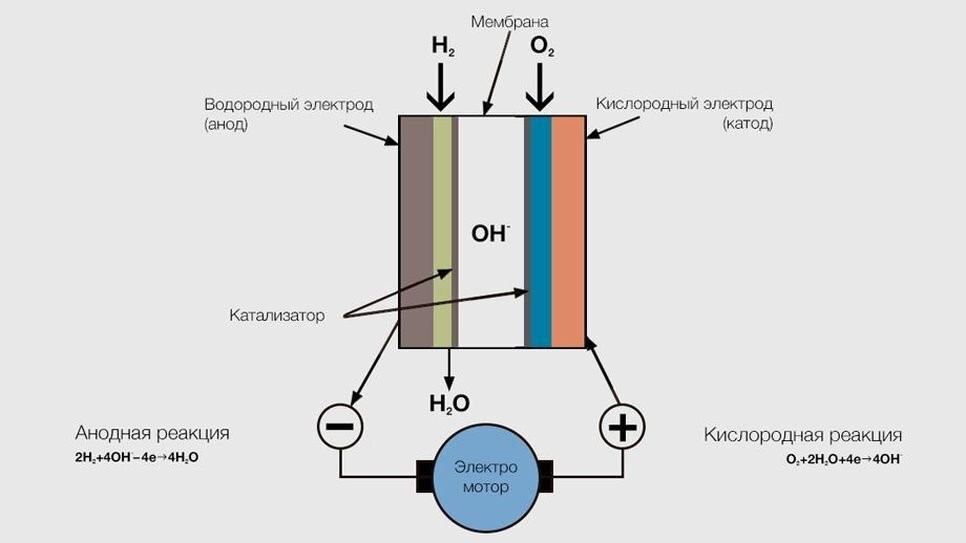 Мембрана
H₂
O₂
Водородный электрод
(анод)
Кислородный электрод
(катод)
OH⁻
Катализатор
H₂O
−
+
Анодная реакция
2H₂+4OH⁻–4e→4H₂O
Электро
мотор
Кислородная реакция
O₂+2H₂O+4e→4OH⁻